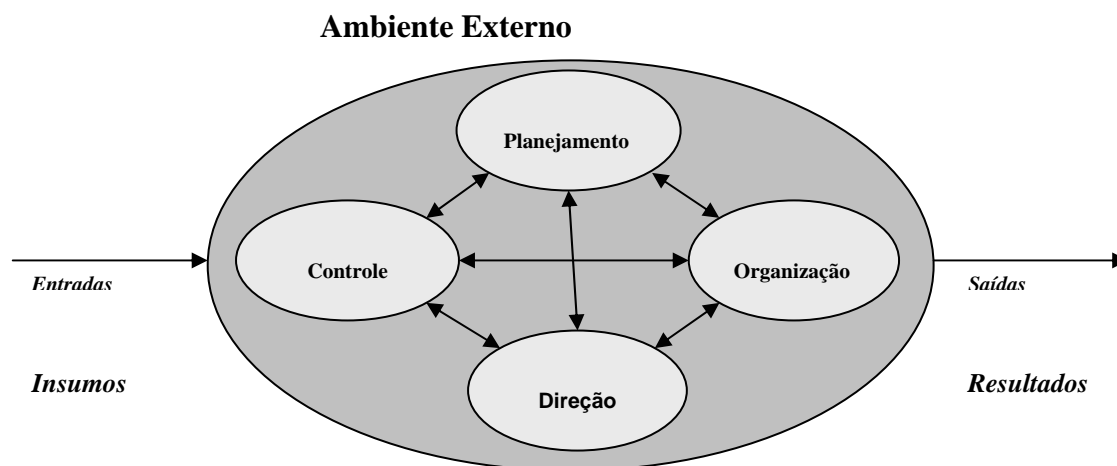 Ambiente Externo
Planejamento
Controle
Organização
Entradas
Saídas
Insumos
Direção
Resultados